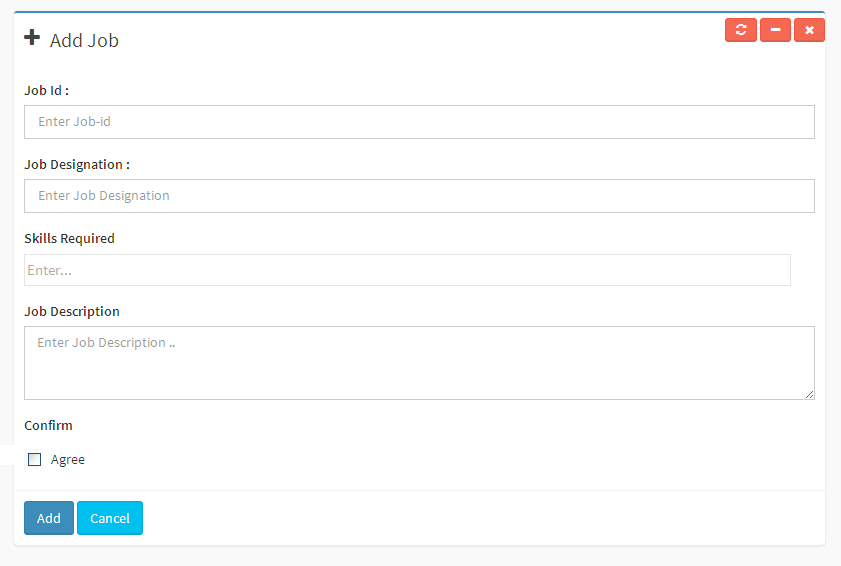 Add Job
Job Id :
Enter Job-id
Job Designation :
Enter Job Designation
Skills Required
Enter...
Job Description
Enter Job Description ..
Confirm
Agree
Add Cancel